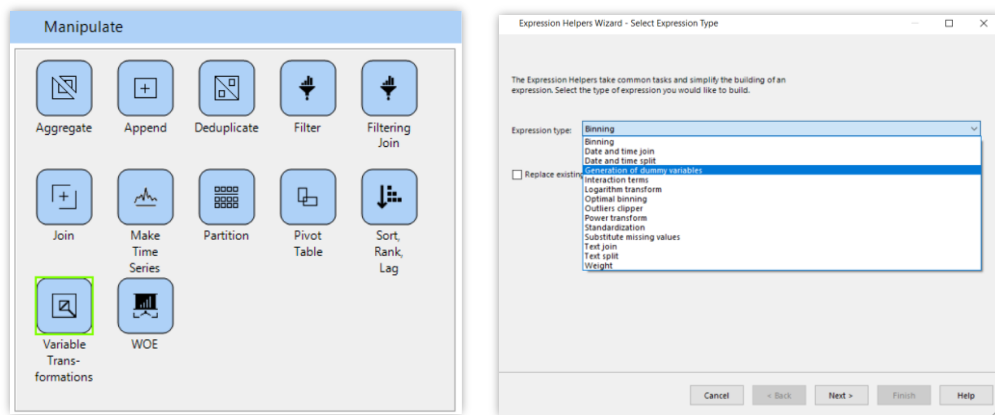 Manipulate
Aggregate
Append
Deduplicate
Filter
Filtering
Join
Join
Make
Time
Series
Partition
Pivot
Table
Sort,
Rank,
Lag
Variable
Trans-
formations
WOE
Expression Helpers Wizard - Select Expression Type
The Expression Helpers take common tasks and simplify the building of an
expression. Select the type of expression you would like to build.
Expression type: Binning
Binning
Date and time join
Date and time split
Generation of dummy variables
Replace existing
Interaction terms
Logarithm transform
Optimal binning
Outliers clipper
Power transform
Standardization
Substitute missing values
Text join
Text split
Weight
Cancel < Back Next > Finish Help